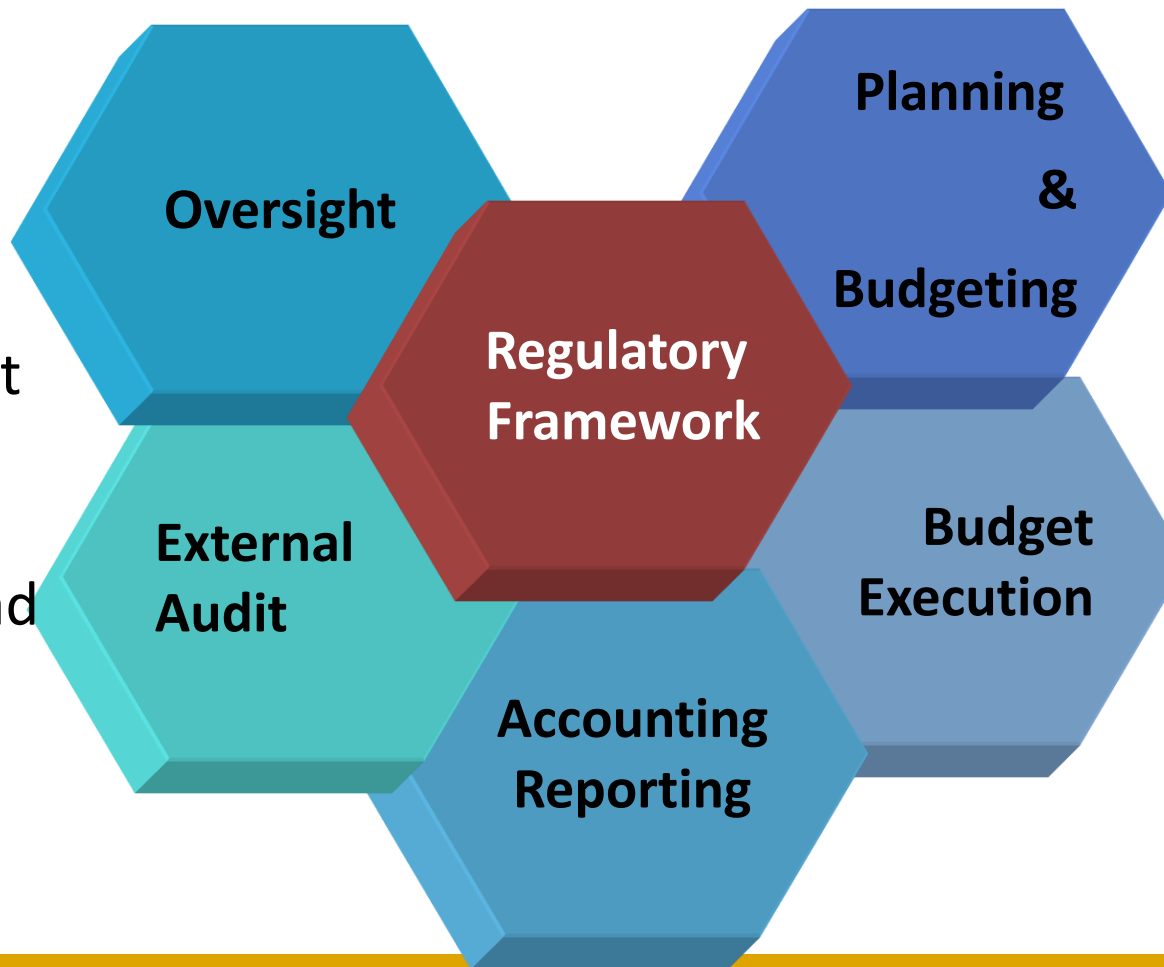 Oversight
Planning
&
Budgeting
Regulatory
Framework
External
Audit
Budget
Execution
Accounting
Reporting